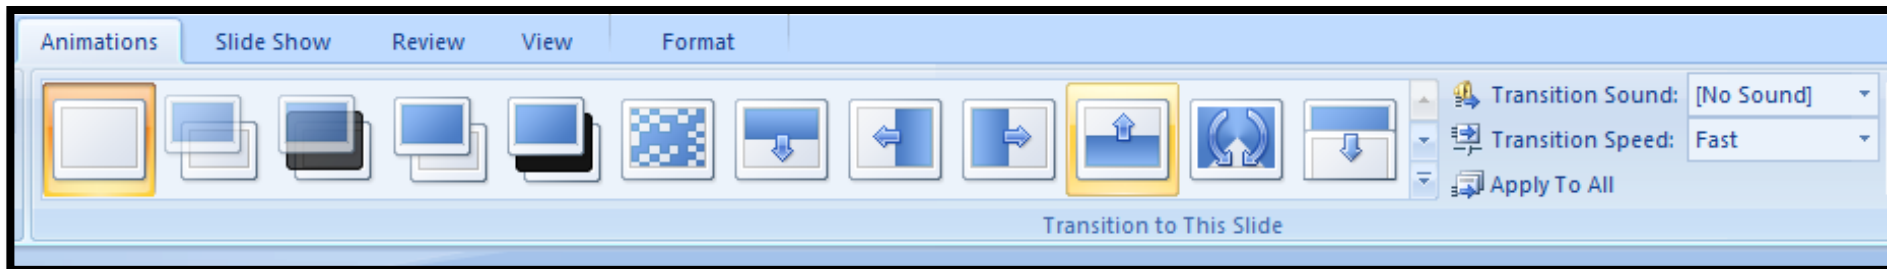 Animations Slide Show Review View Format
Transition Sound: [No Sound]
Transition Speed: Fast
Apply To All
Transition to This Slide